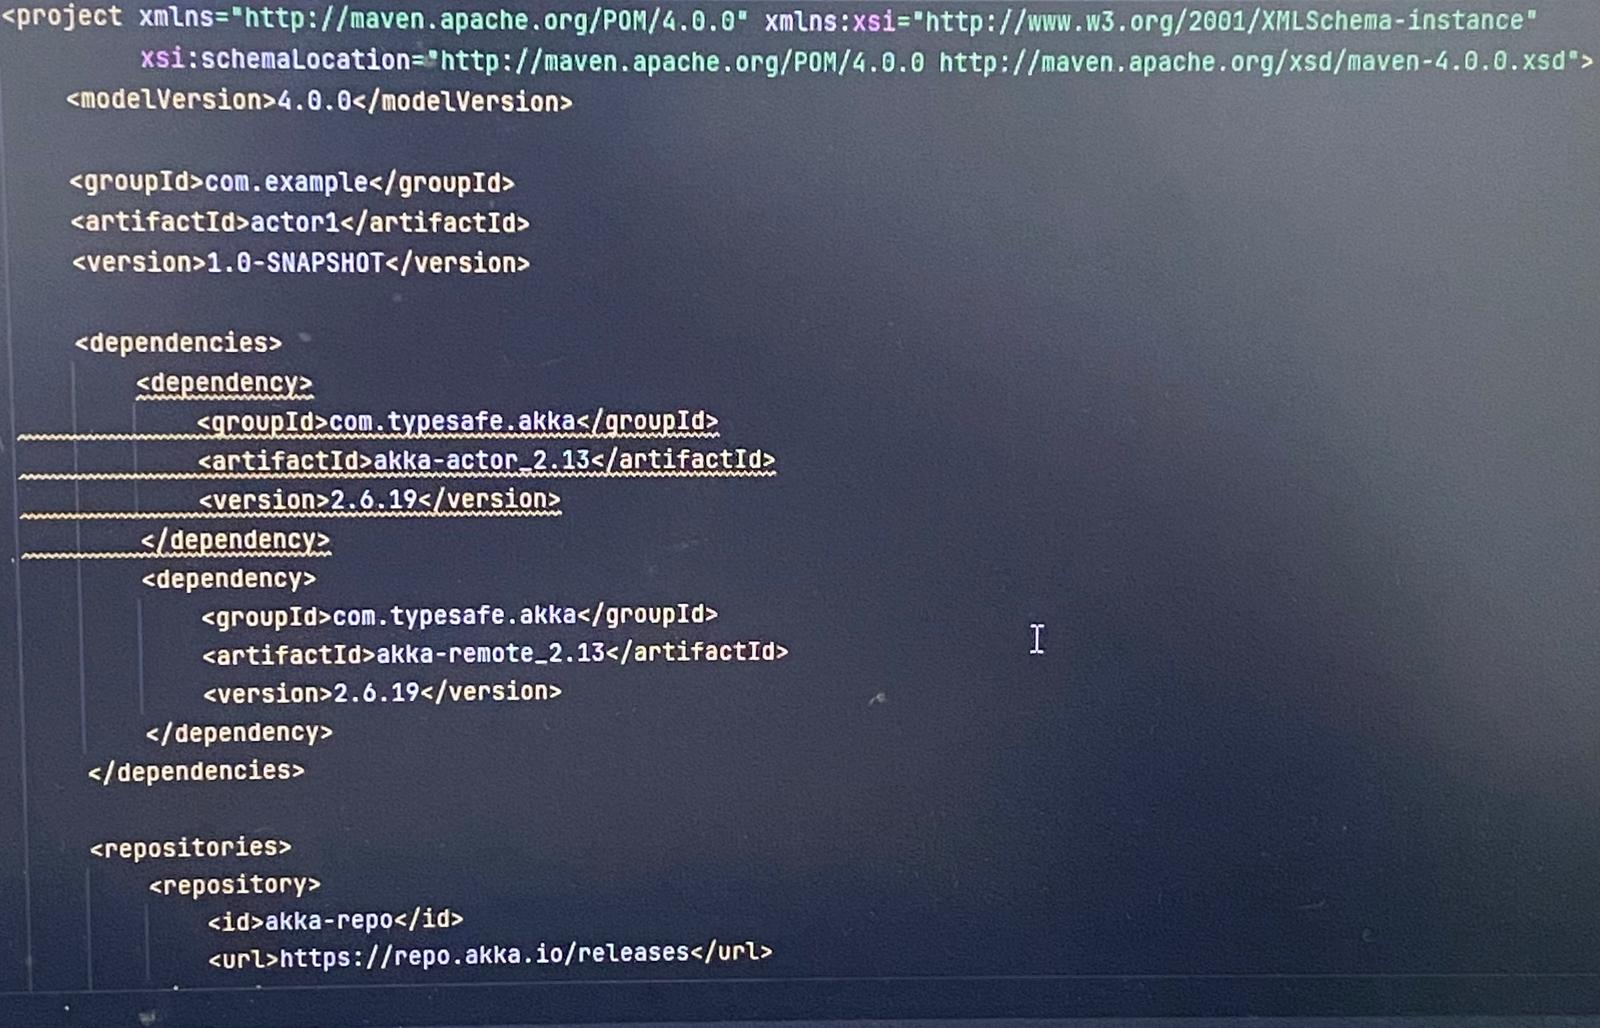 <project xmlns="http://maven.apache.org/POM/4.0.0" xmlns:xsi="http://www.w3.org/2001/XMLSchema-instance"
         xsi:schemaLocation="http://maven.apache.org/POM/4.0.0 http://maven.apache.org/xsd/maven-4.0.0.xsd">
    <modelVersion>4.0.0</modelVersion>

    <groupId>com.example</groupId>
    <artifactId>actor1</artifactId>
    <version>1.0-SNAPSHOT</version>

    <dependencies>
        <dependency>
            <groupId>com.typesafe.akka</groupId>
            <artifactId>akka-actor_2.13</artifactId>
            <version>2.6.19</version>
        </dependency>
        <dependency>
            <groupId>com.typesafe.akka</groupId>
            <artifactId>akka-remote_2.13</artifactId>
            <version>2.6.19</version>
        </dependency>
    </dependencies>

    <repositories>
        <repository>
            <id>akka-repo</id>
            <url>https://repo.akka.io/releases</url>